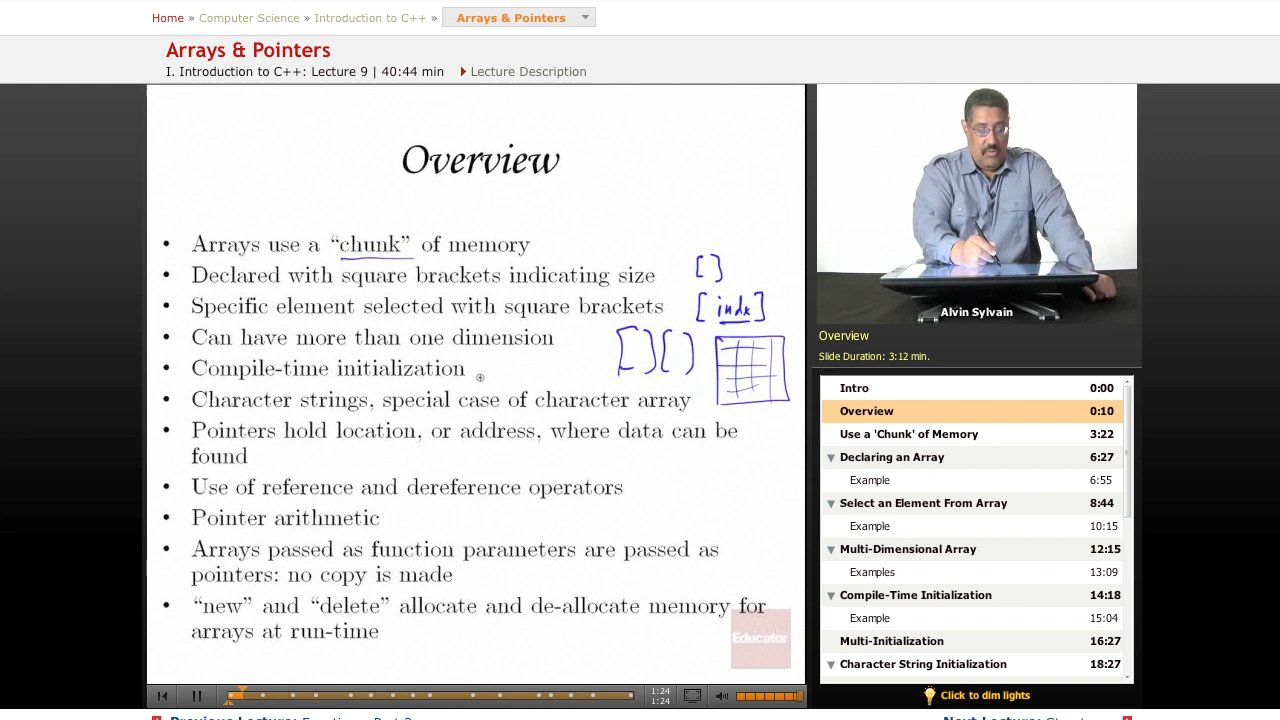 Home » Computer Science » Introduction to C++ » Arrays & Pointers
Arrays & Pointers
I. Introduction to C++: Lecture 9 | 40:44 min Lecture Description
Overview
• Arrays use a “chunk” of memory
• Declared with square brackets indicating size []
• Specific element selected with square brackets [indx]
• Can have more than one dimension [][]
• Compile-time initialization
• Character strings, special case of character array
• Pointers hold location, or address, where data can be
found
• Use of reference and dereference operators
• Pointer arithmetic
• Arrays passed as function parameters are passed as
pointers: no copy is made
• “new” and “delete” allocate and de-allocate memory for
arrays at run-time
Educator
1:24
1:24
Alvin Sylvain
Overview
Slide Duration: 3:12 min.
Intro 0:00
Overview 0:10
Use a 'Chunk' of Memory 3:22
Declaring an Array 6:27
Example 6:55
Select an Element From Array 8:44
Example 10:15
Multi-Dimensional Array 12:15
Examples 13:09
Compile-Time Initialization 14:18
Example 15:04
Multi-Initialization 16:27
Character String Initialization 18:27
Click to dim lights